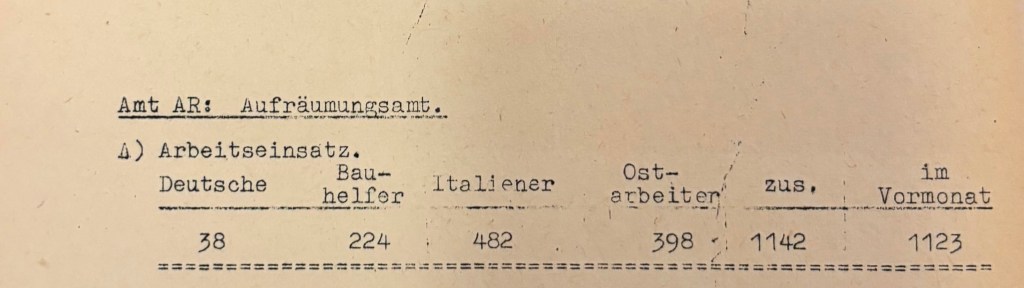 Amt AR: Aufräumungsamt.
A) Arbeitseinsatz.
Deutsche Bau-helfer Italiener Ost-arbeiter zus. im Vormonat
38 224 482 398 1142 1123